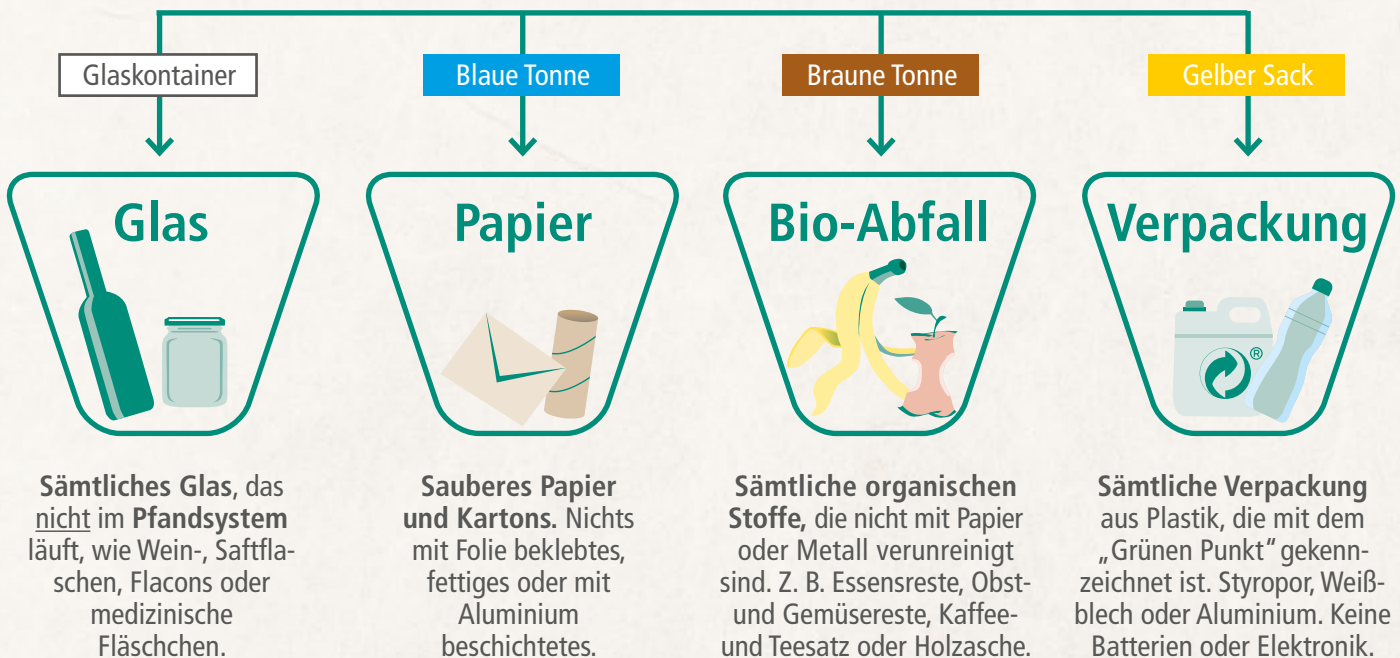 Glaskontainer
Blaue Tonne
Braune Tonne
Gelber Sack
Glas
Papier
Bio-Abfall
Verpackung
®
Sämtliches Glas, das
nicht im Pfandsystem
läuft, wie Wein-, Saftfla-
schen, Flacons oder
medizinische
Fläschchen.
Sauberes Papier
und Kartons. Nichts
mit Folie beklebtes,
fettiges oder mit
Aluminium
beschichtetes.
Sämtliche organischen
Stoffe, die nicht mit Papier
oder Metall verunreinigt
sind. Z. B. Essensreste, Obst-
und Gemüsereste, Kaffee-
und Teesatz oder Holzasche.
Sämtliche Verpackung
aus Plastik, die mit dem
„Grünen Punkt“ gekenn-
zeichnet ist. Styropor, Weiß-
blech oder Aluminium. Keine
Batterien oder Elektronik.